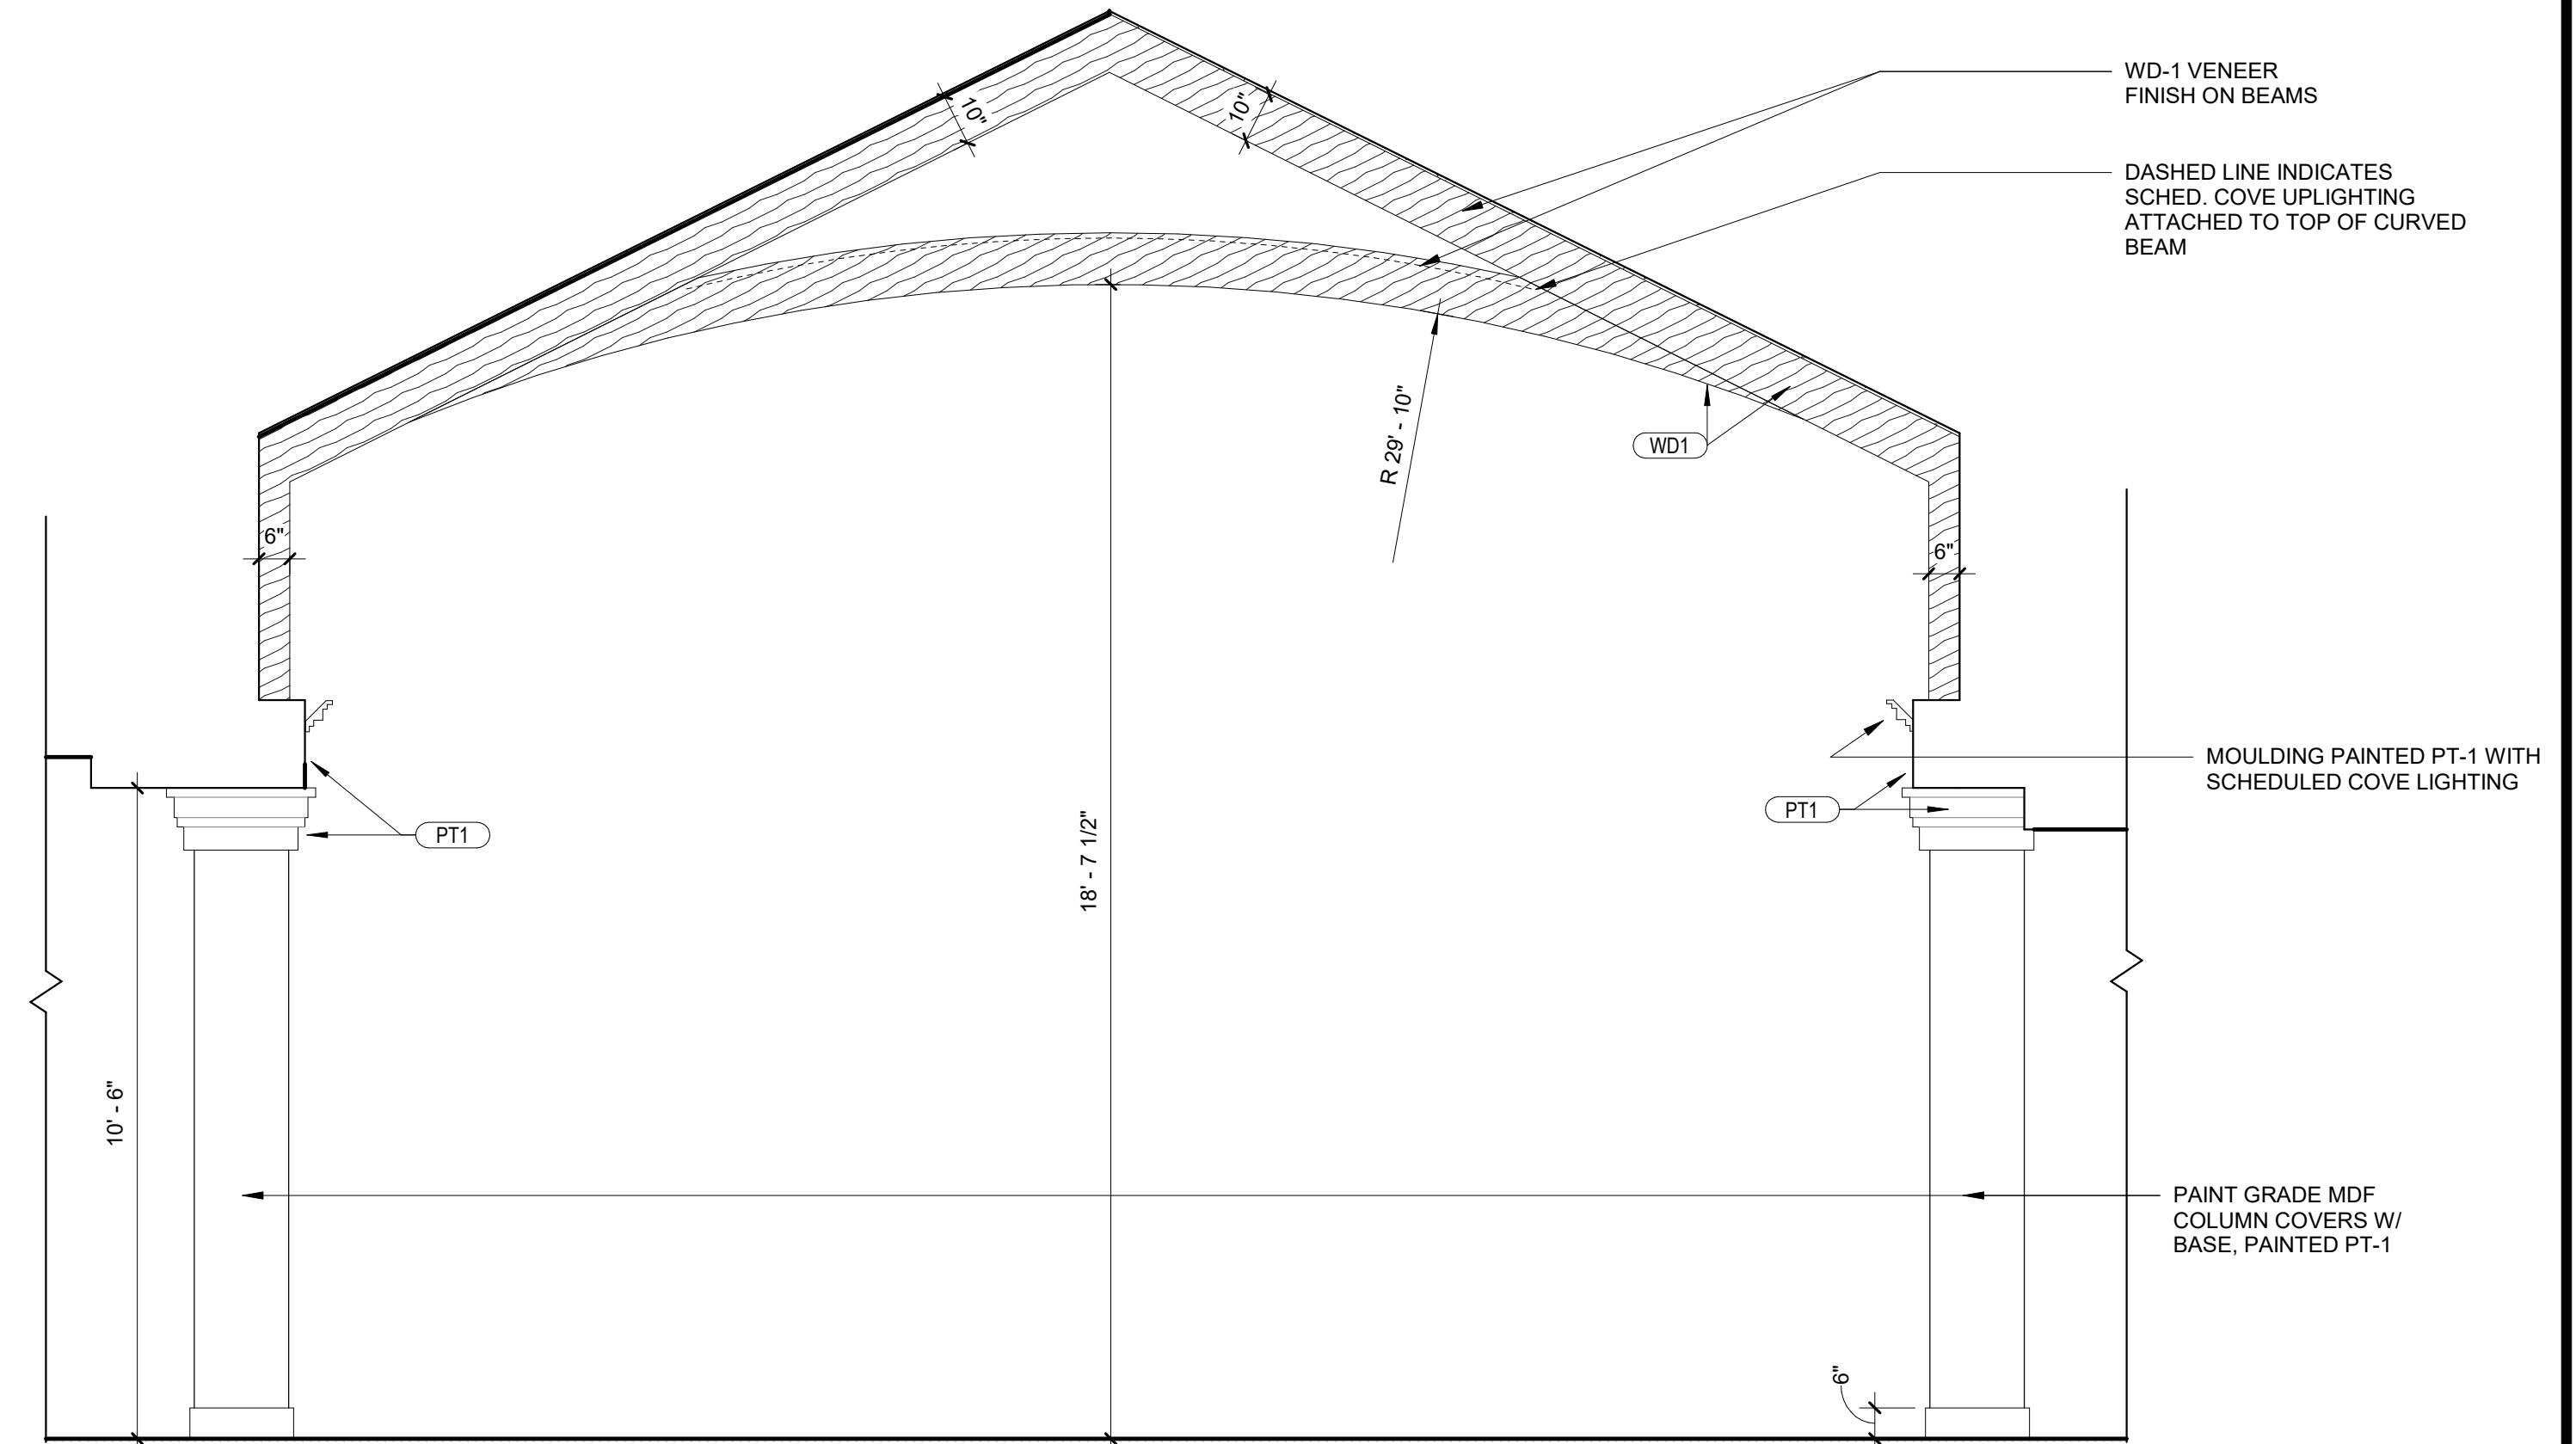 WD-1 VENEER
FINISH ON BEAMS
10"
10"
DASHED LINE INDICATES
SCHED. COVE UPLIGHTING
ATTACHED TO TOP OF CURVED
BEAM
R 29' - 10"
WD1
6"
6"
MOULDING PAINTED PT-1 WITH
SCHEDULED COVE LIGHTING
PT1
PT1
18' - 7 1/2"
10' - 6"
PAINT GRADE MDF
COLUMN COVERS W/
BASE, PAINTED PT-1
6"